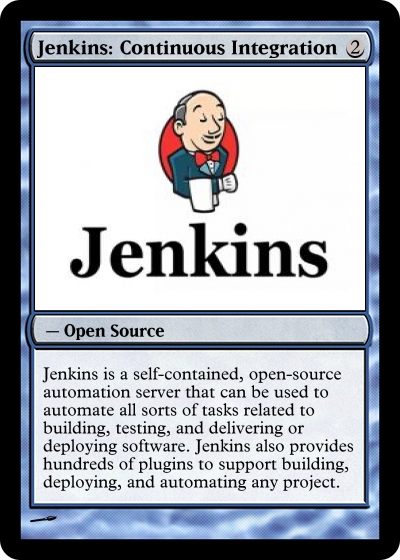 Jenkins: Continuous Integration 2
Jenkins
— Open Source
Jenkins is a self-contained, open-source
automation server that can be used to
automate all sorts of tasks related to
building, testing, and delivering or
deploying software. Jenkins also provides
hundreds of plugins to support building,
deploying, and automating any project.